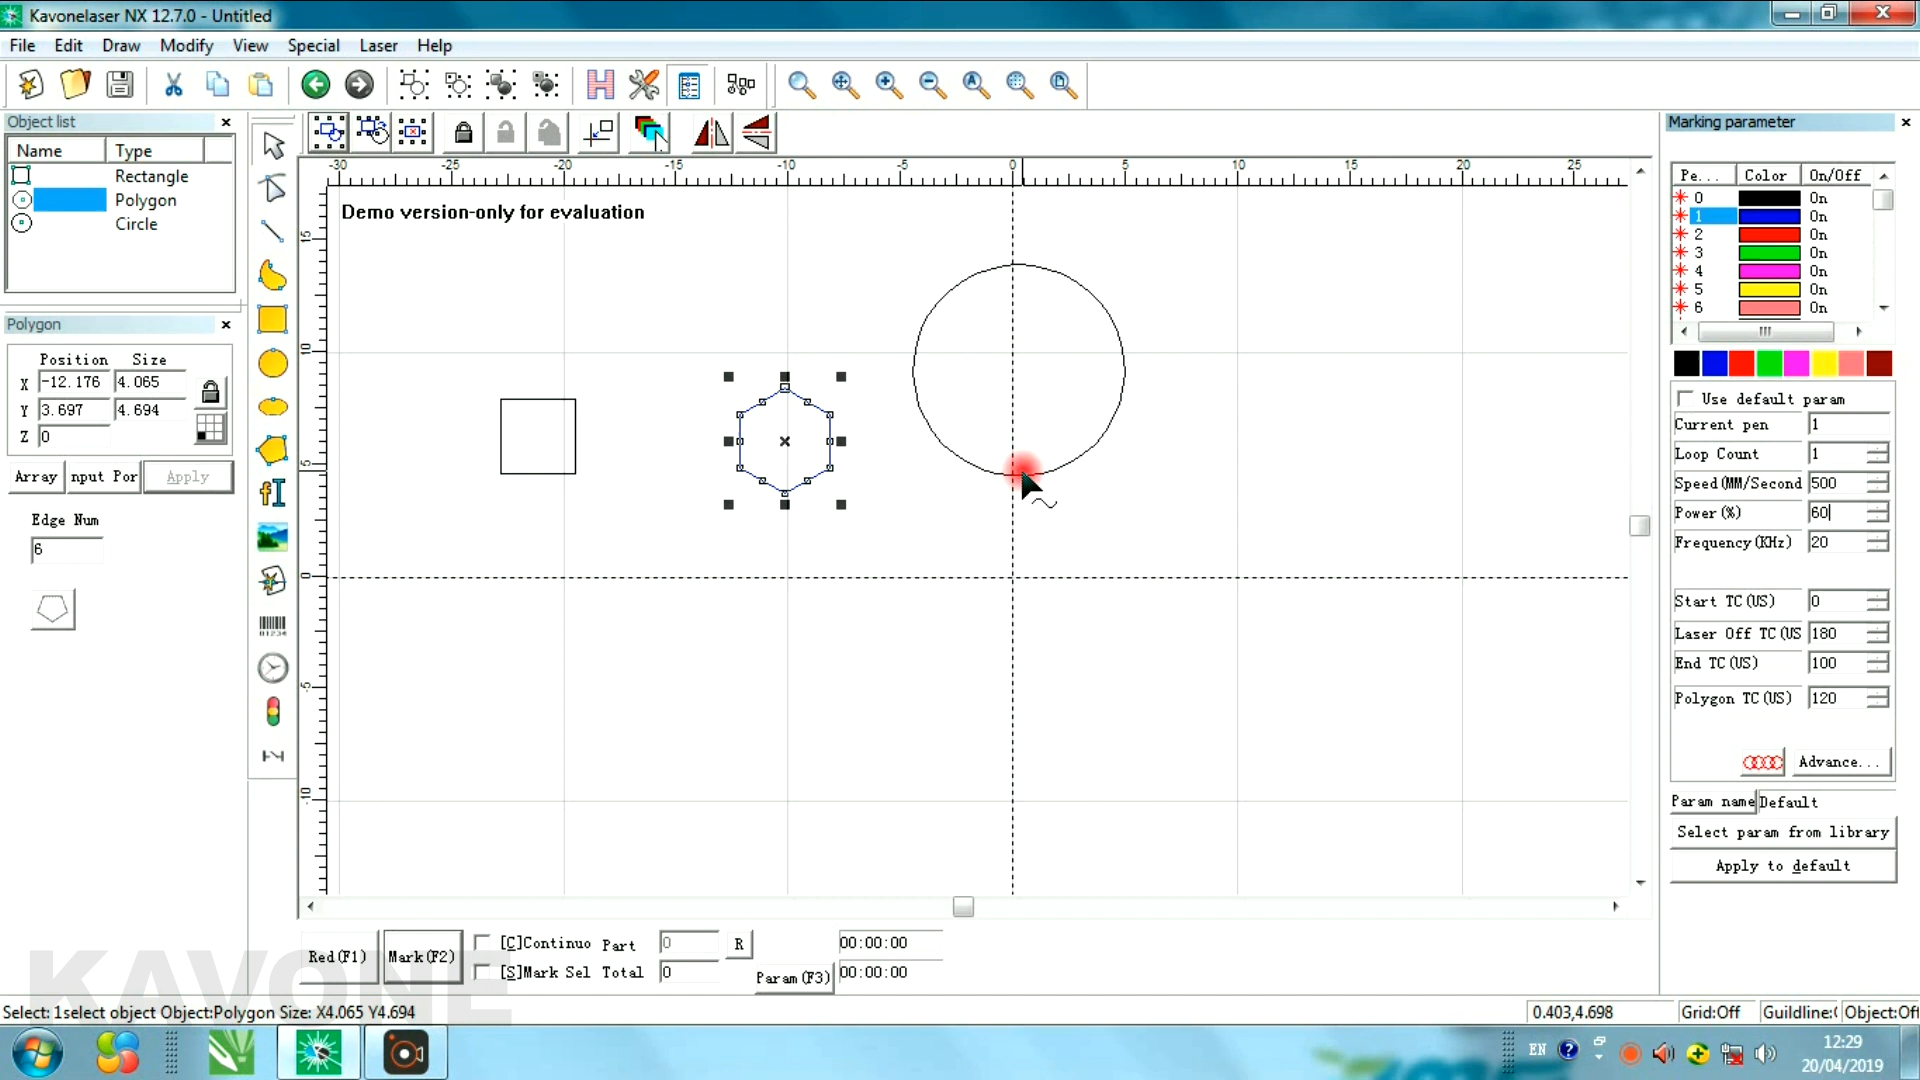 Kavonelaser NX 12.7.0 - Untitled
File Edit Draw Modify View Special Laser Help
Object list
Name Type
Rectangle
Polygon
Circle
Polygon
Position Size
X -12.176 4.065
Y 3.697 4.694
Z 0
Array nput Por Apply
Edge Num
6
-30 -25 -20 -15 -10 -5 0 5 10 15 20 25
15
10
5
0
-5
-10
Demo version-only for evaluation
Marking parameter
Pe... Color On/Off
0 On
1 On
2 On
3 On
4 On
5 On
6 On
Use default param
Current pen 1
Loop Count 1
Speed(MM/Second 500
Power(%) 60
Frequency(KHz) 20
Start TC(US) 0
Laser Off TC(US 180
End TC(US) 100
Polygon TC(US) 120
Advance...
Param name Default
Select param from library
Apply to default
Red(F1) Mark(F2) [C]Continuo Part 0 R 00:00:00
[S]Mark Sel Total 0 Param(F3) 00:00:00
KAVONE
Select: 1select object Object:Polygon Size: X4.065 Y4.694
0.403,4.698 Grid:Off Guildline:( Object:Off
EN
12:29
20/04/2019